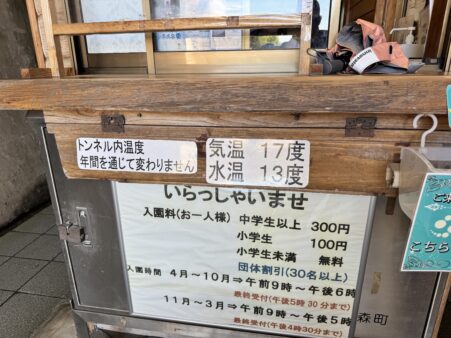 トンネル内温度
年間を通じて変わりません
気温 17度
水温 13度
いらっしゃいませ
入園料(お一人様) 中学生以上 300円
小学生 100円
小学生未満 無料
団体割引(30名以上)
入園時間 4月～10月⇒午前9時～午後6時
最終受付(午後5時30分まで)
11月～3月⇒午前9時～午後5時
最終受付(午後4時30分まで)
森町
こちら